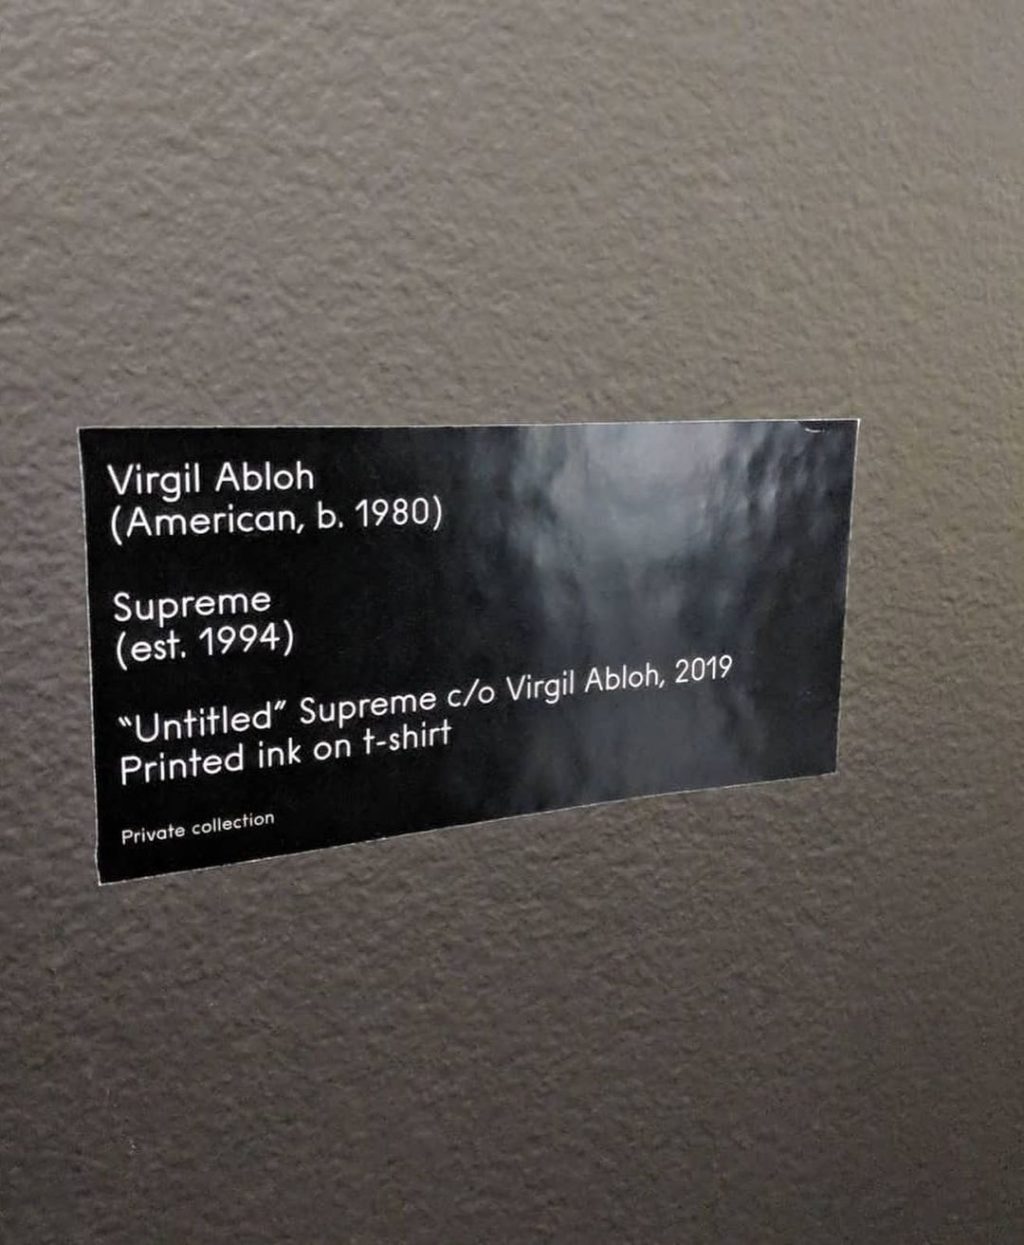 Virgil Abloh
(American, b. 1980)
Supreme
(est. 1994)
“Untitled” Supreme c/o Virgil Abloh, 2019
Printed ink on t-shirt
Private collection